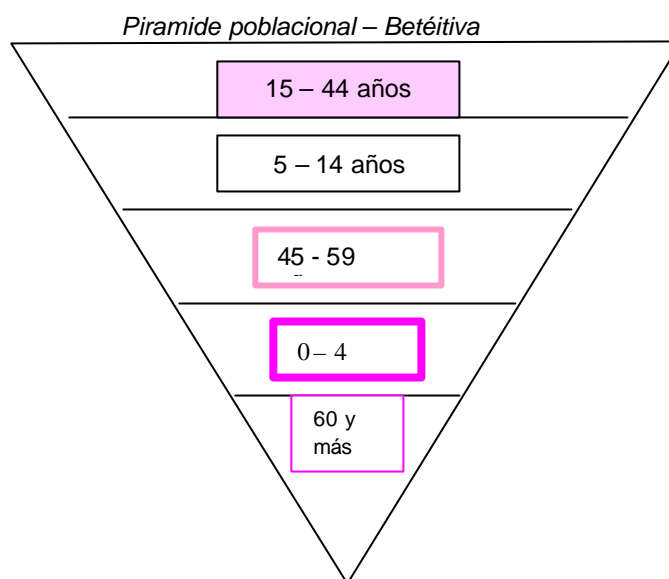 Piramide poblacional – Betéitiva
15 – 44 años
5 – 14 años
45 - 59
0 – 4
60 y
más